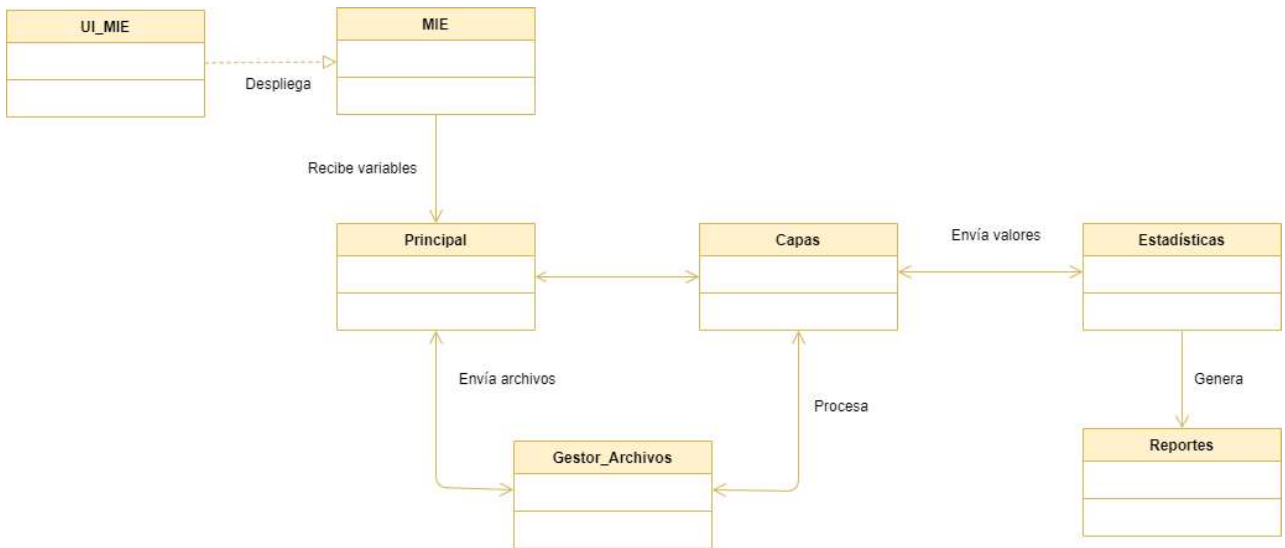 UI_MIE
MIE
Despliega
Recibe variables
Principal
Capas
Envía valores
Estadísticas
Envía archivos
Procesa
Genera
Gestor_Archivos
Reportes